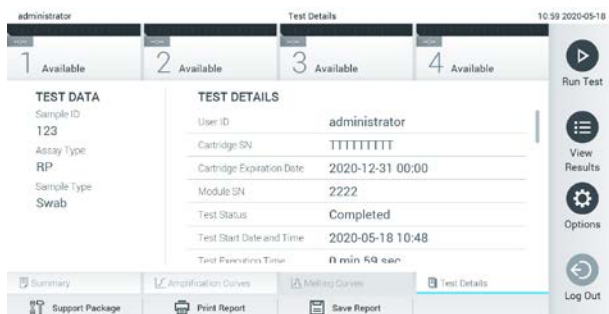 administrator Test Details 10:59 2020-05-18
1 Available 2 Available 3 Available 4 Available
Run Test
TEST DATA
Sample ID
123
Assay Type
RP
Sample Type
Swab
TEST DETAILS
User ID administrator
Cartridge SN TTTTTTTTT
Cartridge Expiration Date 2020-12-31 00:00
Module SN 2222
Test Status Completed
Test Start Date and Time 2020-05-18 10:48
Test Execution Time 0 min 59 sec
View
Results
Options
Log Out
Summary Amplification Curves Melting Curves Test Details
Support Package Print Report Save Report